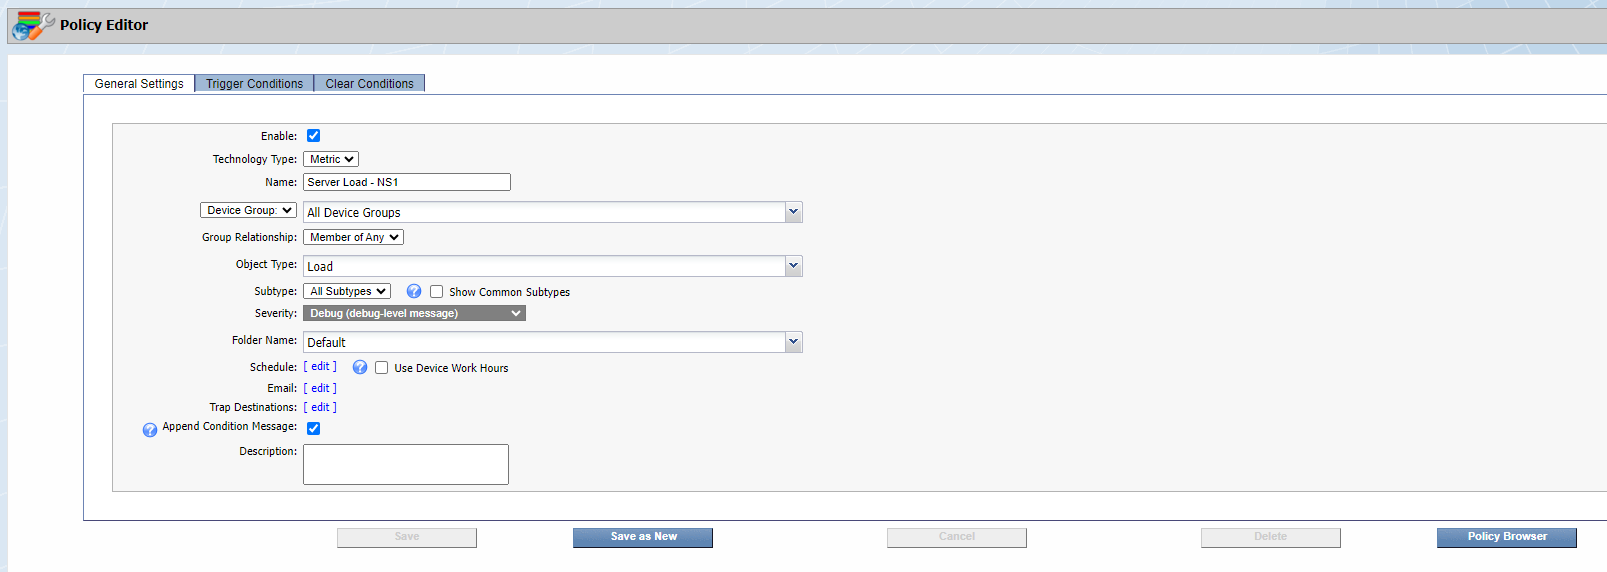 Policy Editor
General Settings Trigger Conditions Clear Conditions
Enable:
Technology Type: Metric
Name: Server Load - NS1
Device Group: All Device Groups
Group Relationship: Member of Any
Object Type: Load
Subtype: All Subtypes ? Show Common Subtypes
Severity: Debug (debug-level message)
Folder Name: Default
Schedule: [ edit ] ? Use Device Work Hours
Email: [ edit ]
Trap Destinations: [ edit ]
? Append Condition Message:
Description:
Save Save as New Cancel Delete Policy Browser